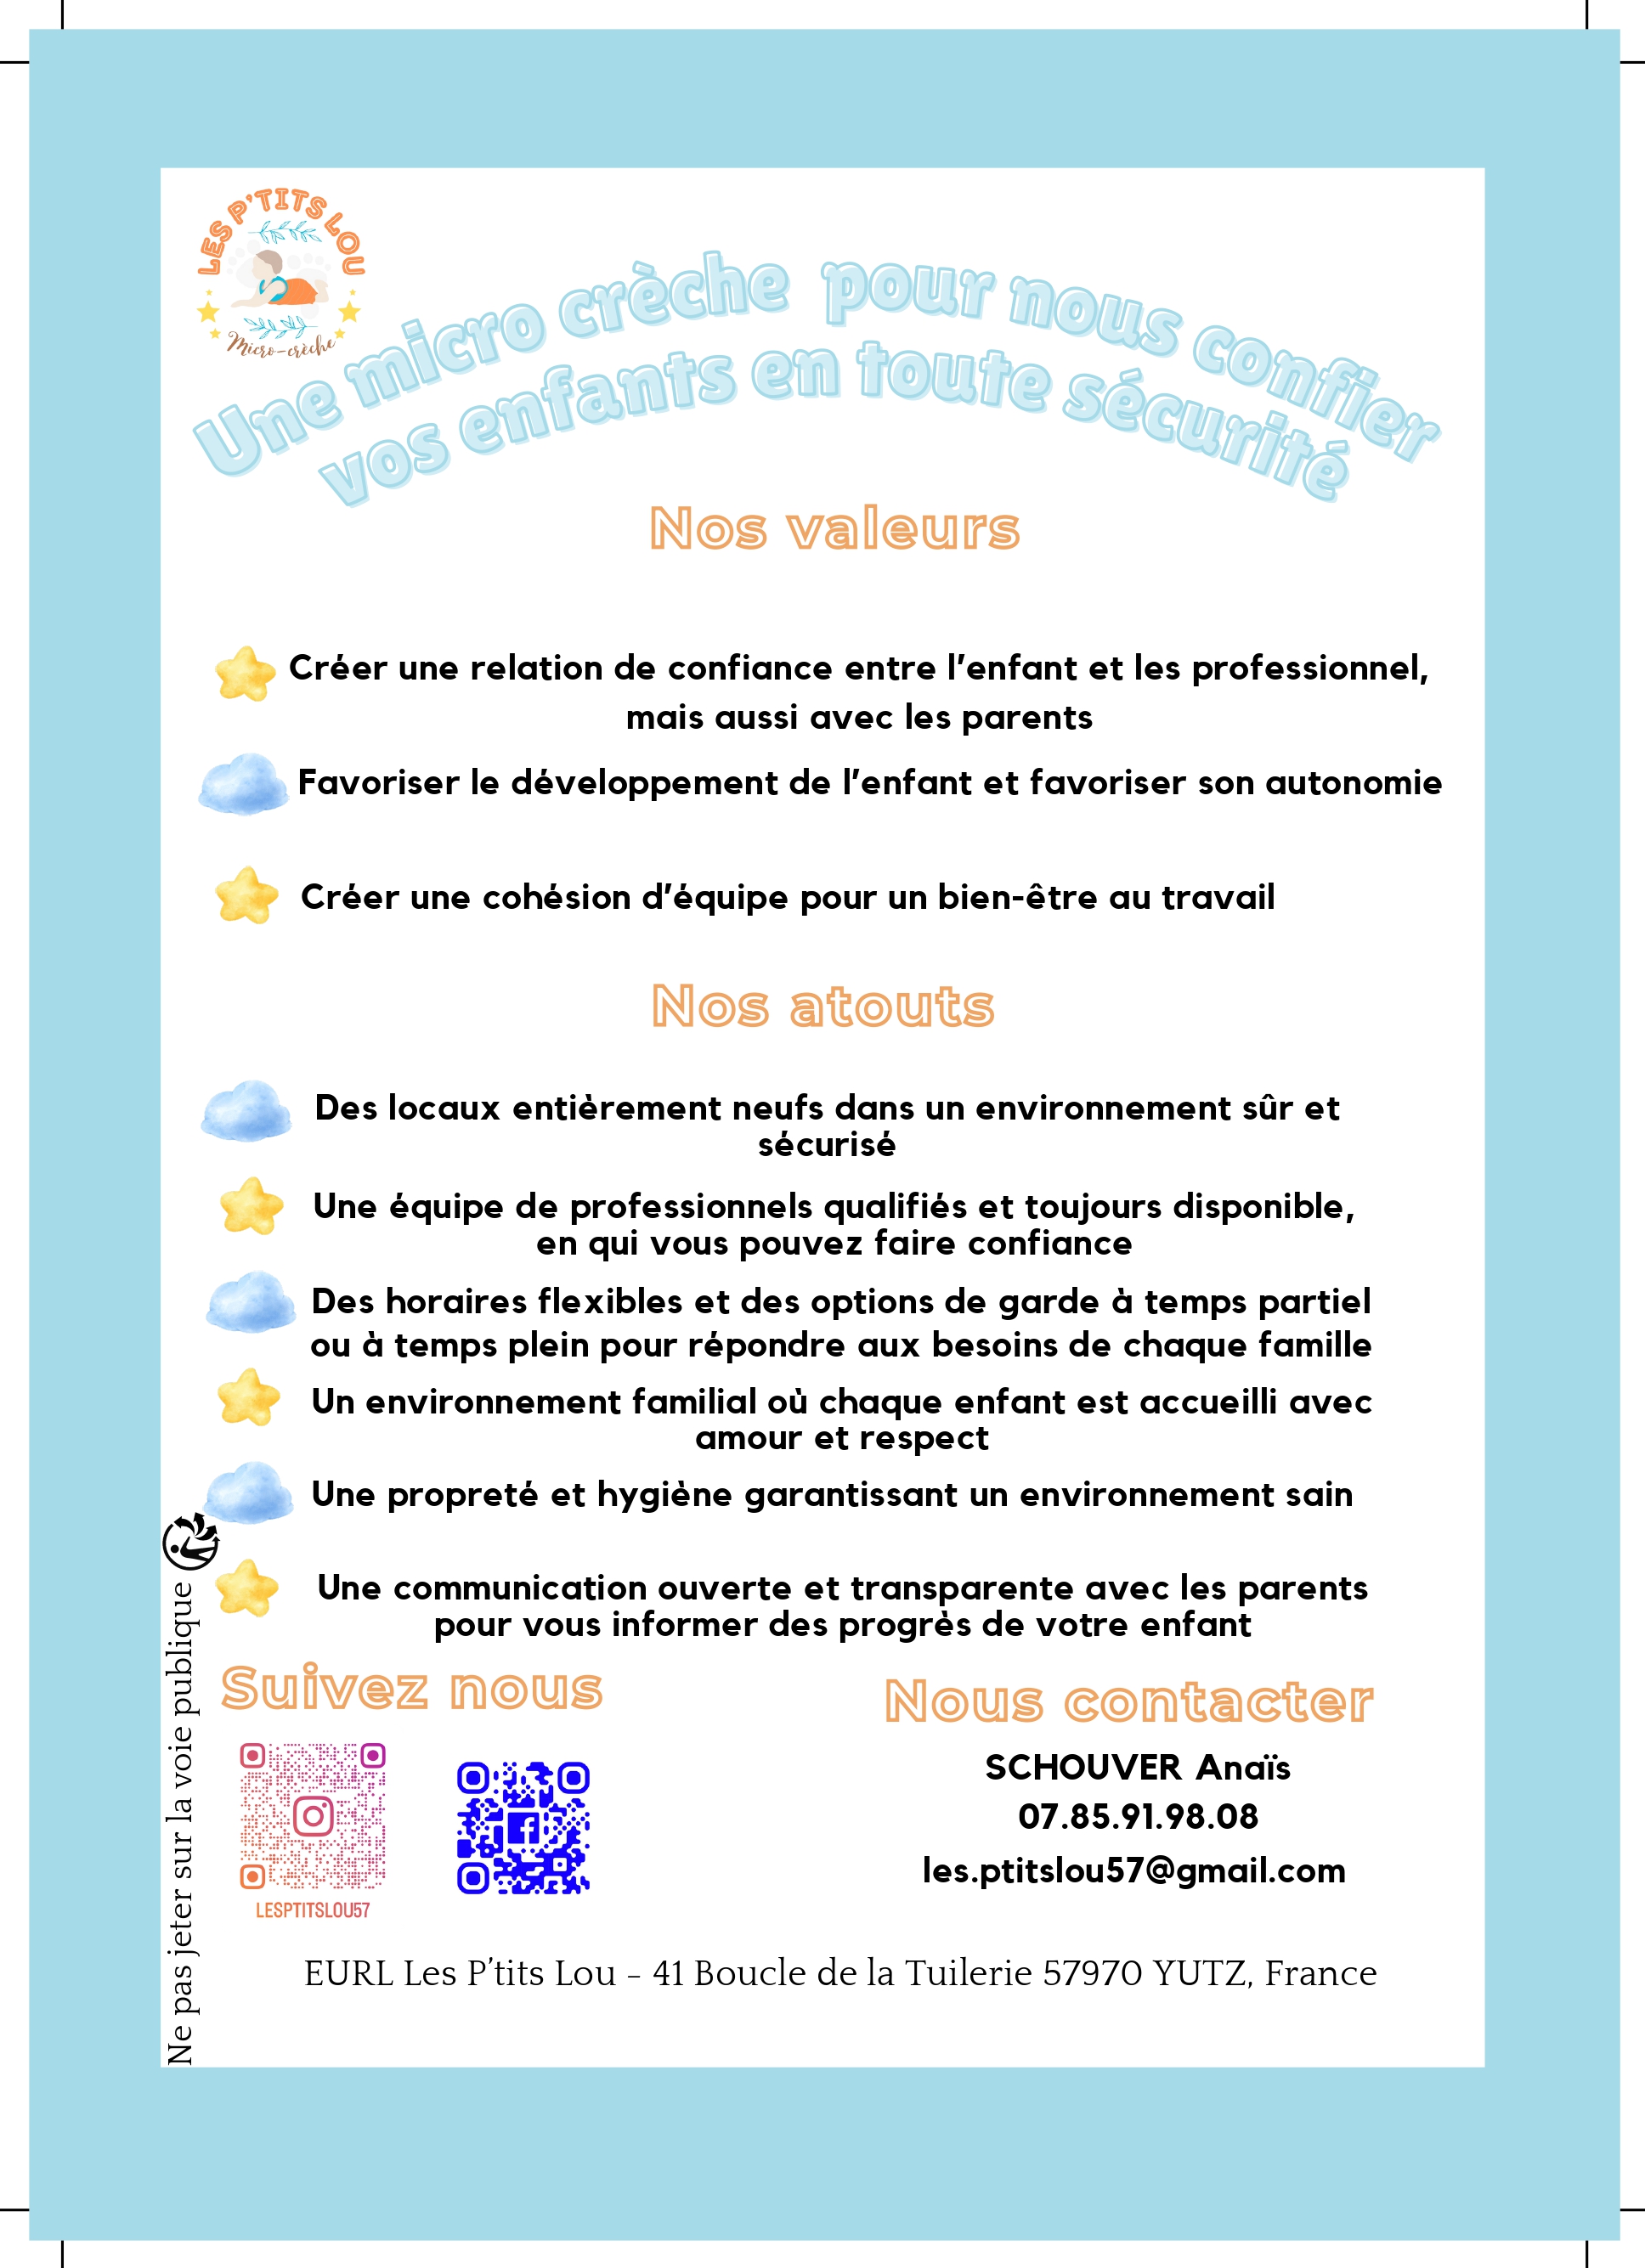 LES P'TITS LOU
Micro-crèche
Une micro crèche pour nous confier
vos enfants en toute sécurité
Nos valeurs
Créer une relation de confiance entre l'enfant et les professionnel,
mais aussi avec les parents
Favoriser le développement de l'enfant et favoriser son autonomie
Créer une cohésion d'équipe pour un bien-être au travail
Nos atouts
Des locaux entièrement neufs dans un environnement sûr et
sécurisé
Une équipe de professionnels qualifiés et toujours disponible,
en qui vous pouvez faire confiance
Des horaires flexibles et des options de garde à temps partiel
ou à temps plein pour répondre aux besoins de chaque famille
Un environnement familial où chaque enfant est accueilli avec
amour et respect
Une propreté et hygiène garantissant un environnement sain
Une communication ouverte et transparente avec les parents
pour vous informer des progrès de votre enfant
Ne pas jeter sur la voie publique
Suivez nous
LESPTITSLOU57
Nous contacter
SCHOUVER Anaïs
07.85.91.98.08
les.ptitslou57@gmail.com
EURL Les P'tits Lou - 41 Boucle de la Tuilerie 57970 YUTZ, France